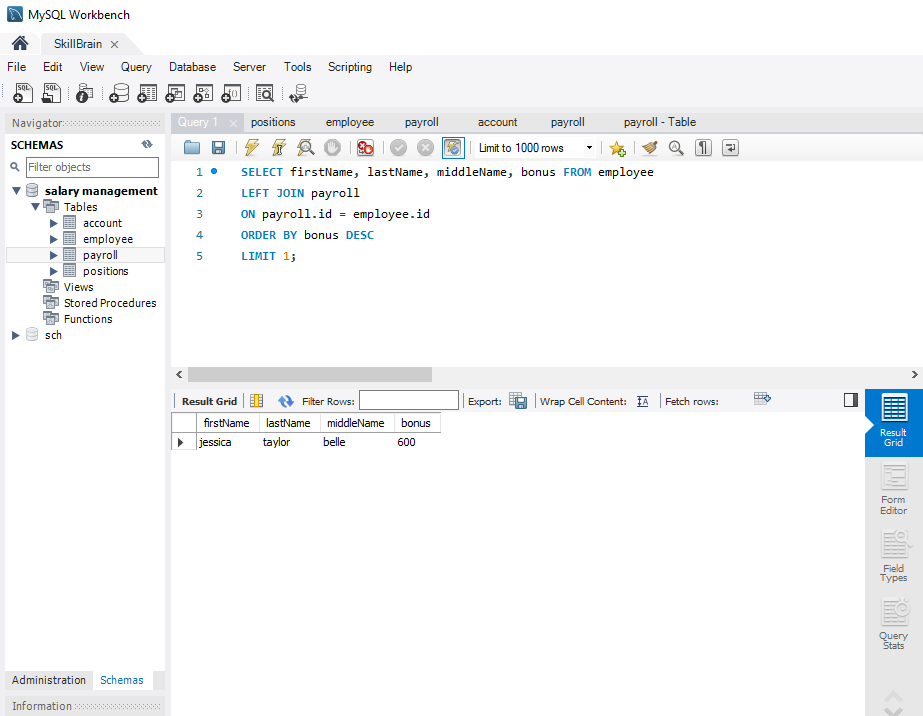 MySQL Workbench
SkillBrain
File Edit View Query Database Server Tools Scripting Help
SQL SQL
Navigator
SCHEMAS
Filter objects
salary management
Tables
account
employee
payroll
positions
Views
Stored Procedures
Functions
sch
Administration Schemas
Information
Query 1 positions employee payroll account payroll payroll - Table
Limit to 1000 rows
1 SELECT firstName, lastName, middleName, bonus FROM employee
2 LEFT JOIN payroll
3 ON payroll.id = employee.id
4 ORDER BY bonus DESC
5 LIMIT 1;
Result Grid Filter Rows: Export: Wrap Cell Content: Fetch rows:
firstName lastName middleName bonus
jessica taylor belle 600
Result
Grid
Form
Editor
Field
Types
Query
Stats